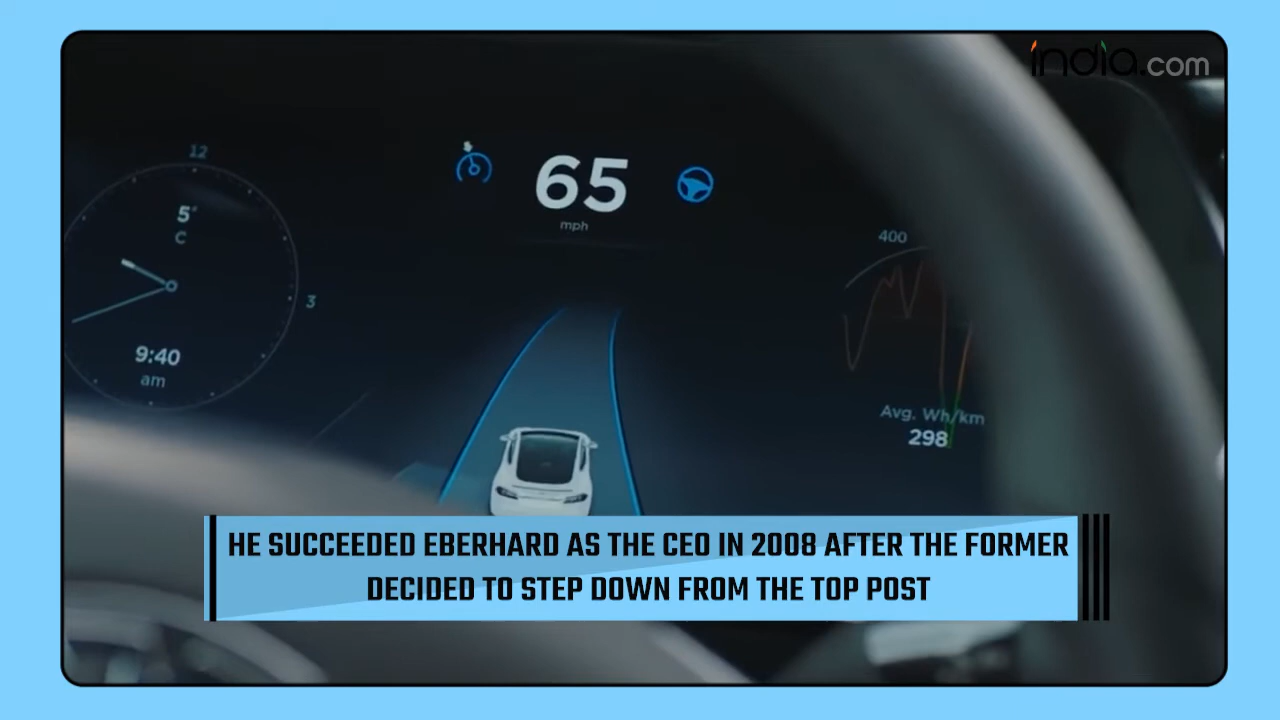 india.com
12
5°
C
3
9:40
am
65
mph
400
Avg. Wh/km
298
HE SUCCEEDED EBERHARD AS THE CEO IN 2008 AFTER THE FORMER
DECIDED TO STEP DOWN FROM THE TOP POST